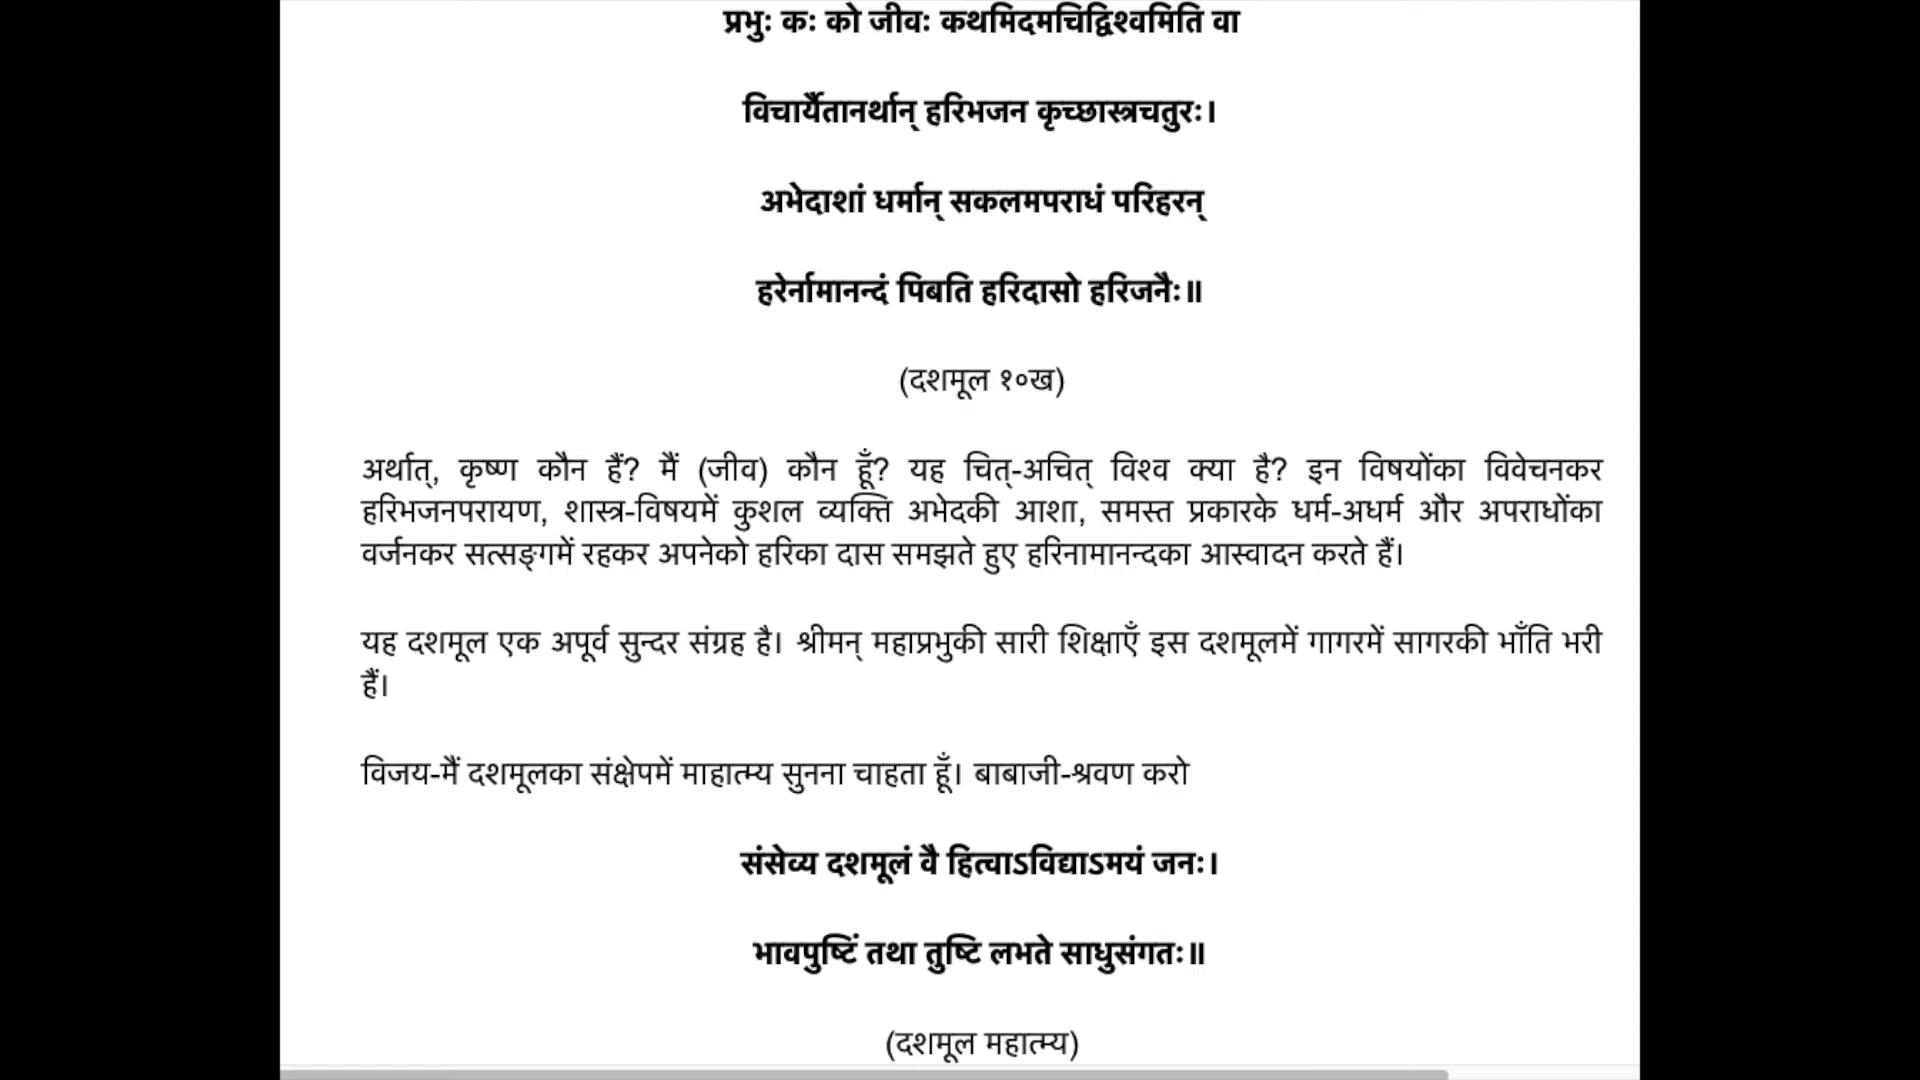 प्रभुः कः को जीवः कथमिदमचिद्विश्वमिति वा
विचार्यैतानर्थान् हरिभजन कृच्छास्त्रचतुरः।
अभेदाशां धर्मान् सकलमपराधं परिहरन्
हरेर्नामानन्दं पिबति हरिदासो हरिजनैः॥
(दशमूल १०ख)
अर्थात्, कृष्ण कौन हैं? मैं (जीव) कौन हूँ? यह चित्-अचित् विश्व क्या है? इन विषयोंका विवेचनकर
हरिभजनपरायण, शास्त्र-विषयमें कुशल व्यक्ति अभेदकी आशा, समस्त प्रकारके धर्म-अधर्म और अपराधोंका
वर्जनकर सत्सङ्गमें रहकर अपनेको हरिका दास समझते हुए हरिनामानन्दका आस्वादन करते हैं।
यह दशमूल एक अपूर्व सुन्दर संग्रह है। श्रीमन् महाप्रभुकी सारी शिक्षाएँ इस दशमूलमें गागरमें सागरकी भाँति भरी
हैं।
विजय-मैं दशमूलका संक्षेपमें माहात्म्य सुनना चाहता हूँ। बाबाजी-श्रवण करो
संसेव्य दशमूलं वै हित्वाऽविद्याऽमयं जनः।
भावपुष्टिं तथा तुष्टि लभते साधुसंगतः॥
(दशमूल महात्म्य)